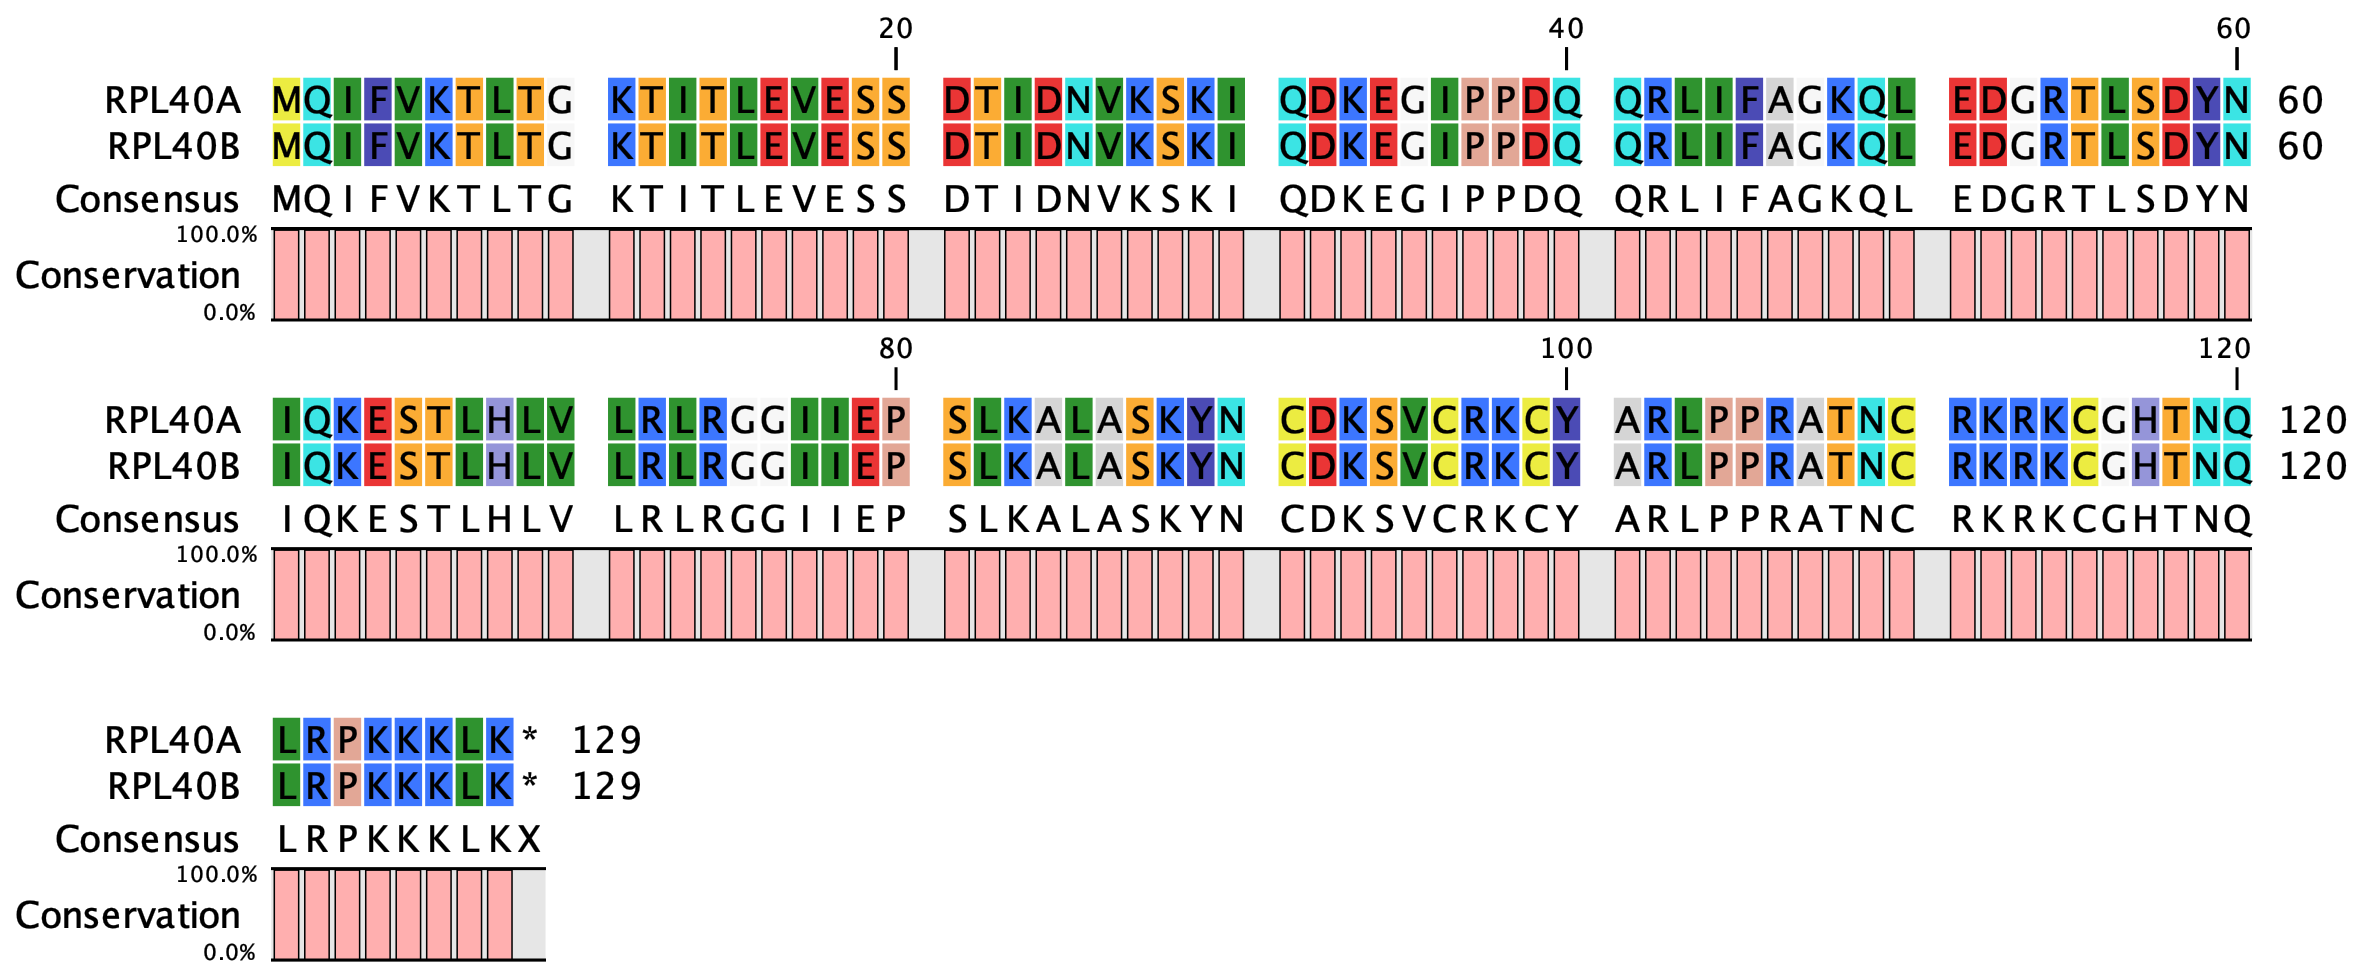 20 40 60
RPL40A MQIFVKTLTG KTITLEVESS DTIDNVKSKI QDKEGIPPDQ QRLIFAGKQL EDGRTLSDYN 60
RPL40B MQIFVKTLTG KTITLEVESS DTIDNVKSKI QDKEGIPPDQ QRLIFAGKQL EDGRTLSDYN 60
Consensus MQIFVKTLTG KTITLEVESS DTIDNVKSKI QDKEGIPPDQ QRLIFAGKQL EDGRTLSDYN
100.0%
Conservation
0.0%
80 100 120
RPL40A IQKESTLHLV LRLRGGIIEP SLKALASKYN CDKSVCRKCY ARLPPRATNC RKRKCGHTNQ 120
RPL40B IQKESTLHLV LRLRGGIIEP SLKALASKYN CDKSVCRKCY ARLPPRATNC RKRKCGHTNQ 120
Consensus IQKESTLHLV LRLRGGIIEP SLKALASKYN CDKSVCRKCY ARLPPRATNC RKRKCGHTNQ
100.0%
Conservation
0.0%
RPL40A LRPKKKLK* 129
RPL40B LRPKKKLK* 129
Consensus LRPKKKLKX
100.0%
Conservation
0.0%